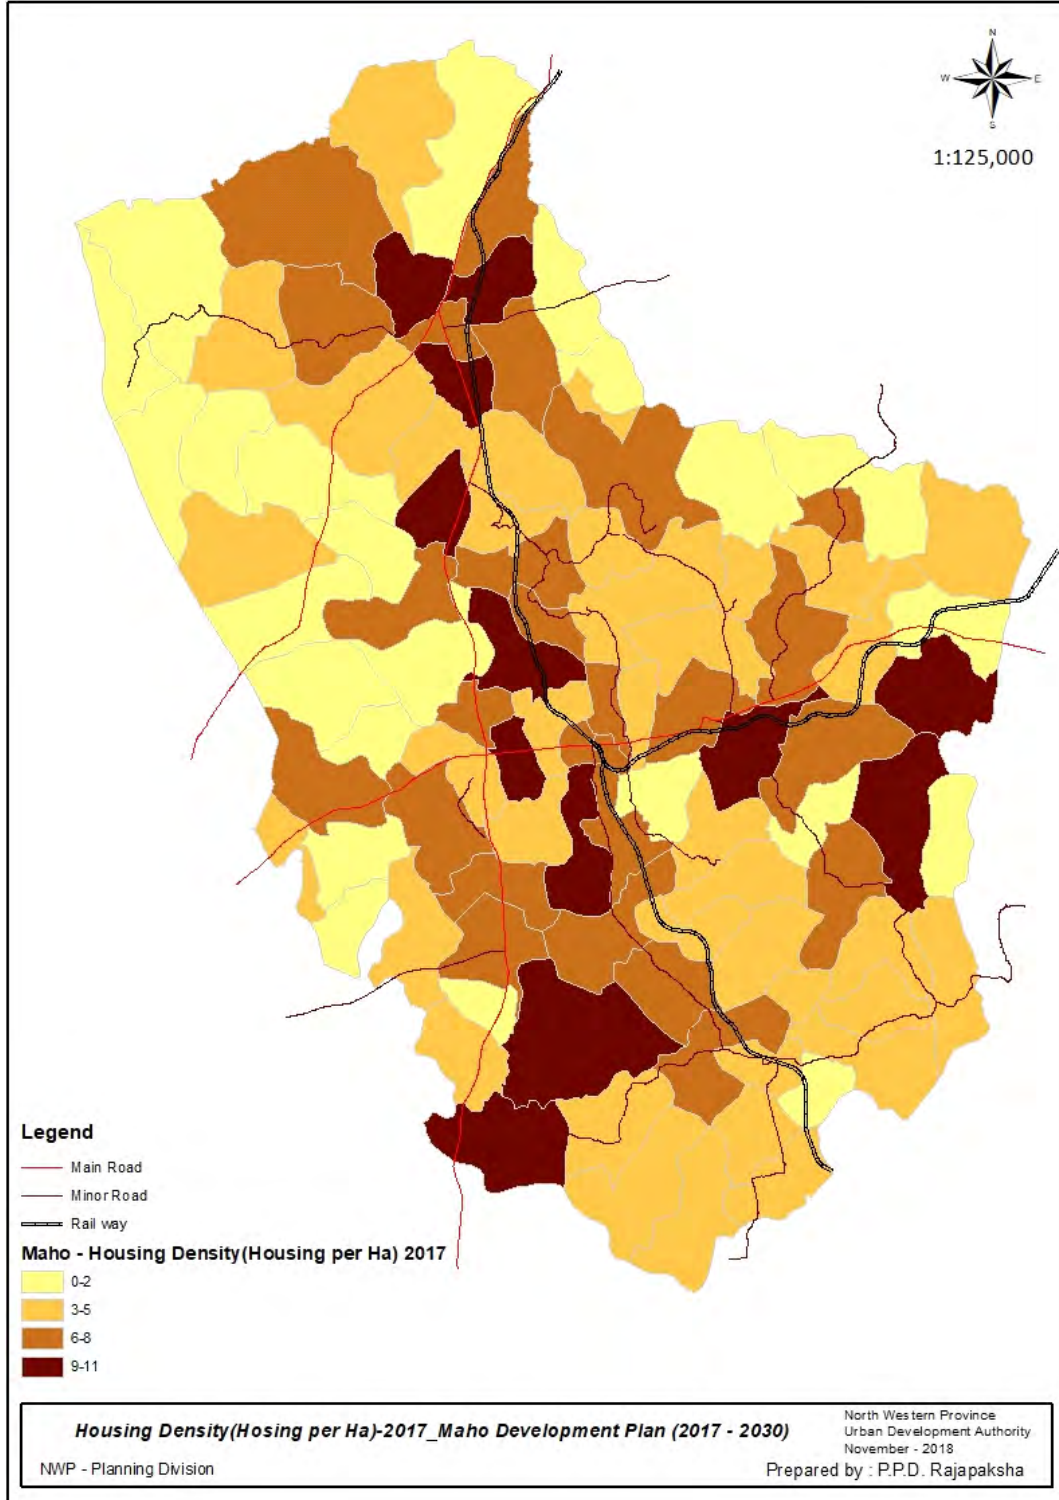 N
W
E
S
1:125,000
Legend
Main Road
Minor Road
Rail way
Maho - Housing Density(Housing per Ha) 2017
0-2
3-5
6-8
9-11
Housing Density(Hosing per Ha)-2017_Maho Development Plan (2017 - 2030)
NWP - Planning Division
North Western Province
Urban Development Authority
November - 2018
Prepared by : P.P.D. Rajapaksha